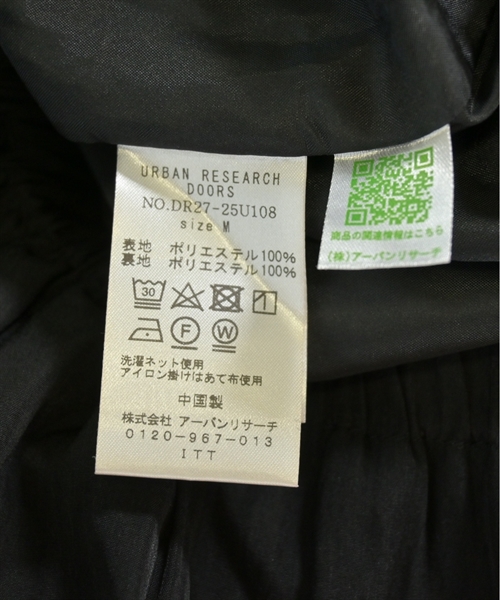 URBAN RESEARCH
DOORS
NO.DR27-25U108
size M
表地 ポリエステル100%
裏地 ポリエステル100%
30
F
W
洗濯ネット使用
アイロン掛けはあて布使用
中国製
株式会社 アーバンリサーチ
0120-967-013
ITT
商品の関連情報はこちら
(株)アーバンリサーチ